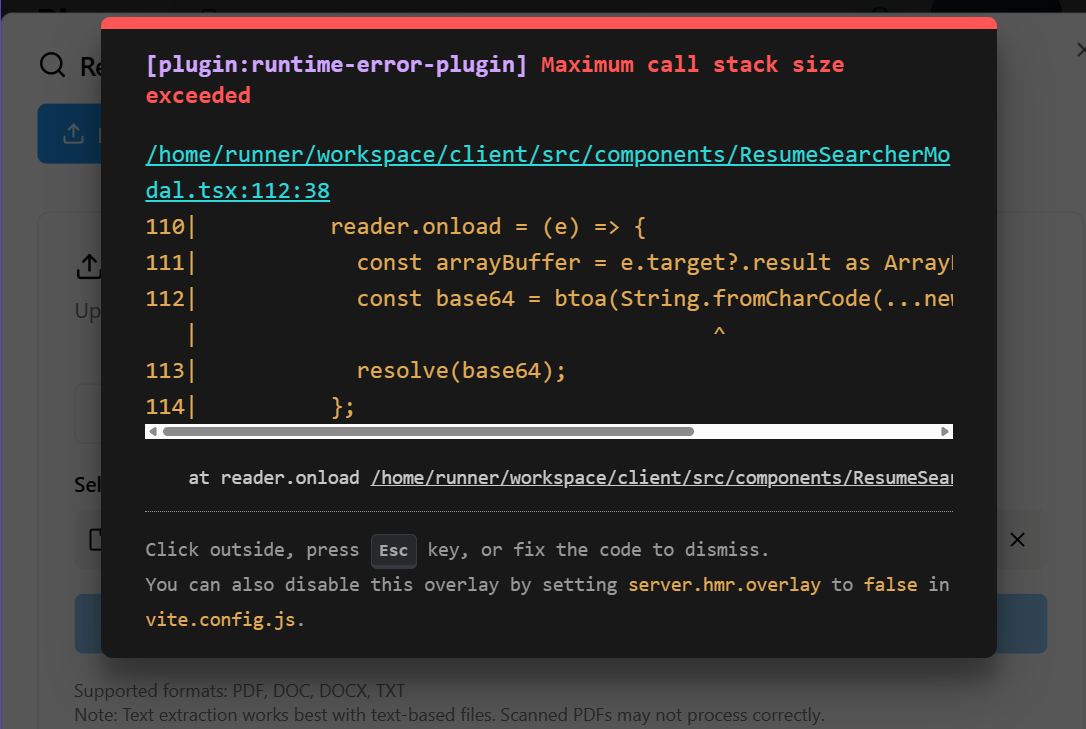 Re
[plugin:runtime-error-plugin] Maximum call stack size
exceeded
/home/runner/workspace/client/src/components/ResumeSearcherMo
dal.tsx:112:38
110|          reader.onload = (e) => {
111|            const arrayBuffer = e.target?.result as Array
112|            const base64 = btoa(String.fromCharCode(...new
   |                                       ^
113|            resolve(base64);
114|          };
Up
at reader.onload /home/runner/workspace/client/src/components/ResumeSear
Sel
Click outside, press Esc key, or fix the code to dismiss.
You can also disable this overlay by setting server.hmr.overlay to false in
vite.config.js.
Supported formats: PDF, DOC, DOCX, TXT
Note: Text extraction works best with text-based files. Scanned PDFs may not process correctly.